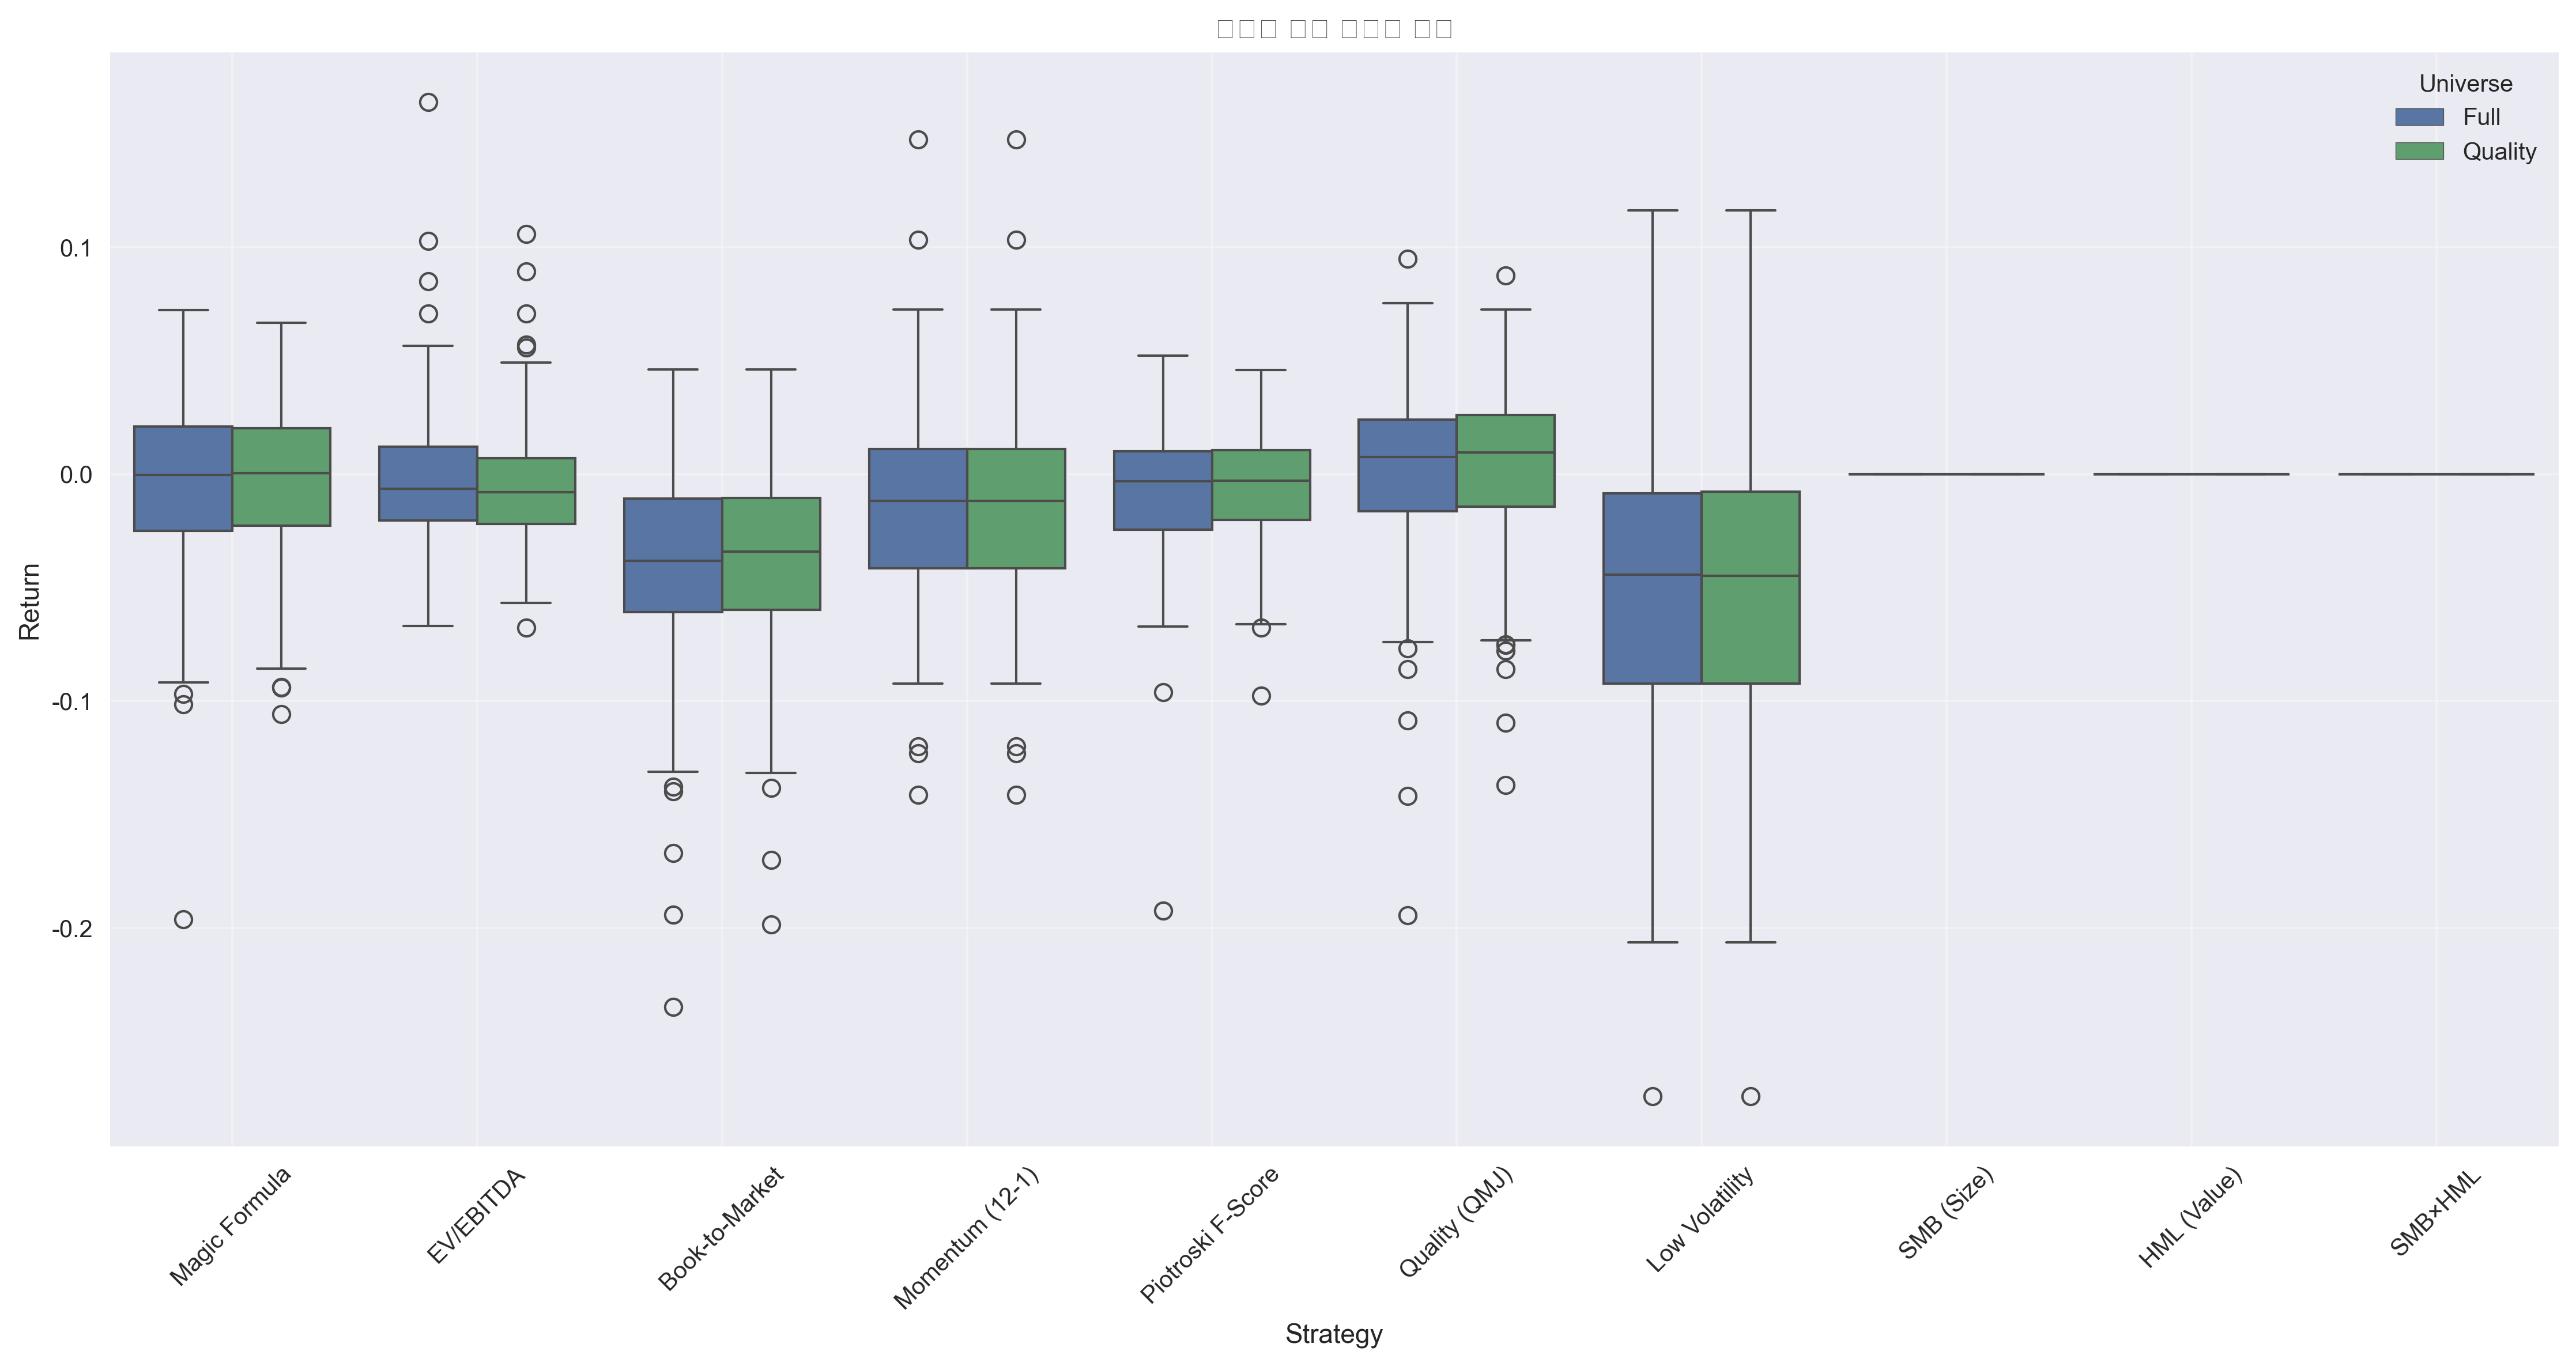 Universe
Full
Quality
0.1
0.0
-0.1
-0.2
Return
Magic Formula
EV/EBITDA
Book-to-Market
Momentum (12-1)
Piotroski F-Score
Quality (QMJ)
Low Volatility
SMB (Size)
HML (Value)
SMB×HML
Strategy